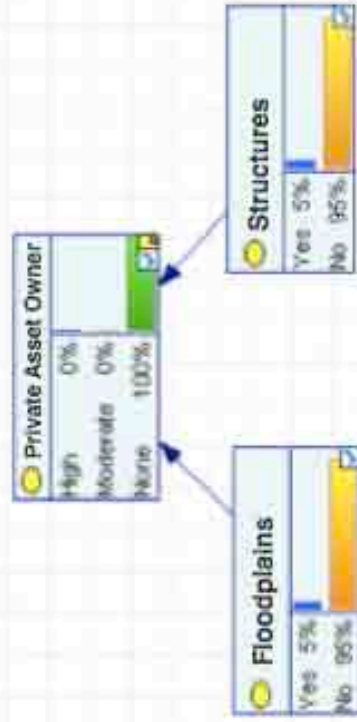 Private Asset Owner
High 0%
Moderate 0%
None 100%
Floodplains
Yes 5%
No 95%
Structures
Yes 5%
No 95%